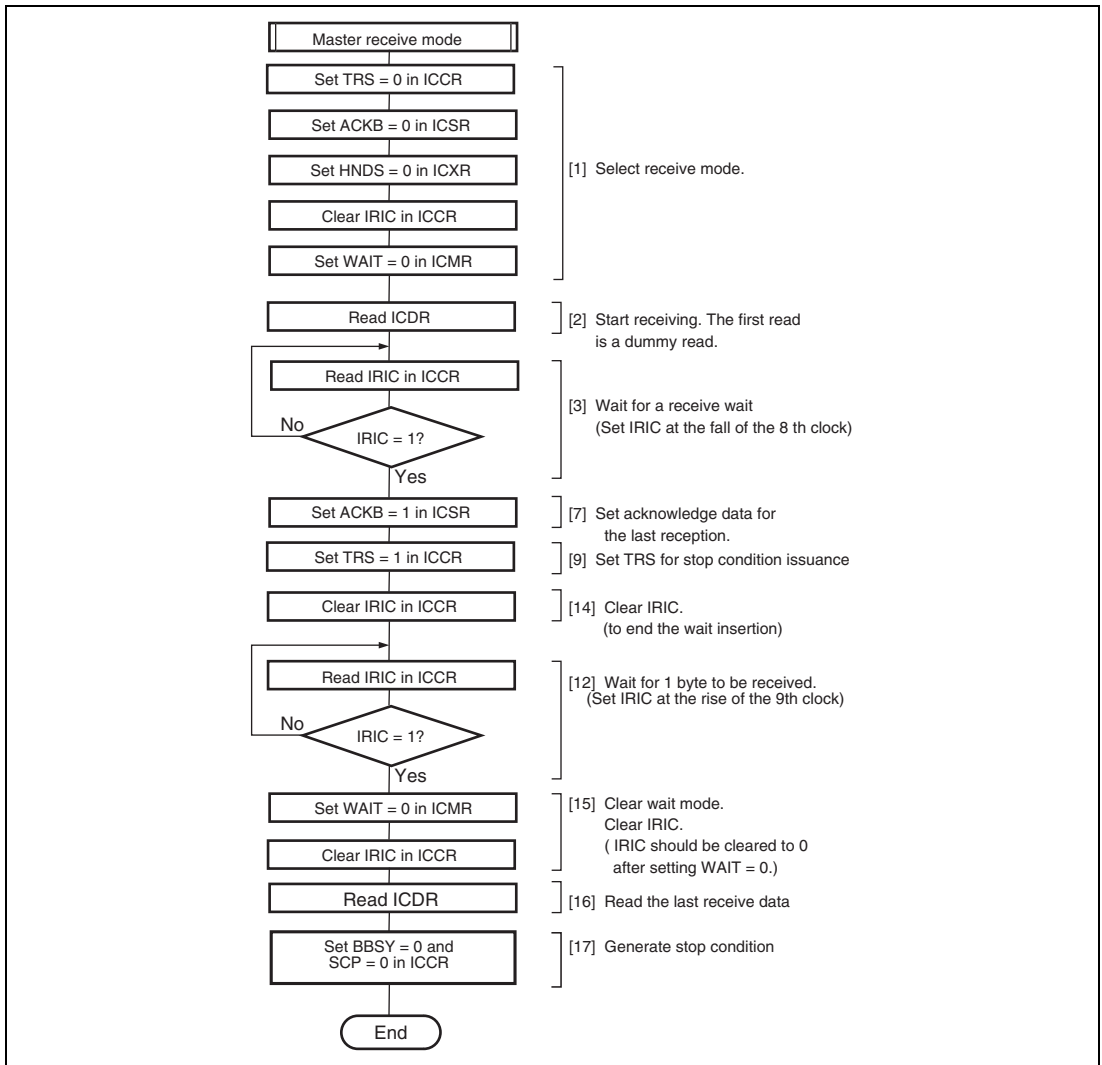 Master receive mode
Set TRS = 0 in ICCR
Set ACKB = 0 in ICSR
Set HNDS = 0 in ICXR
[1] Select receive mode.
Clear IRIC in ICCR
Set WAIT = 0 in ICMR
Read ICDR
[2] Start receiving. The first read
is a dummy read.
Read IRIC in ICCR
[3] Wait for a receive wait
(Set IRIC at the fall of the 8 th clock)
No
IRIC = 1?
Yes
Set ACKB = 1 in ICSR
[7] Set acknowledge data for
the last reception.
Set TRS = 1 in ICCR
[9] Set TRS for stop condition issuance
Clear IRIC in ICCR
[14] Clear IRIC.
(to end the wait insertion)
Read IRIC in ICCR
[12] Wait for 1 byte to be received.
(Set IRIC at the rise of the 9th clock)
No
IRIC = 1?
Yes
Set WAIT = 0 in ICMR
[15] Clear wait mode.
Clear IRIC.
( IRIC should be cleared to 0
after setting WAIT = 0.)
Clear IRIC in ICCR
Read ICDR
[16] Read the last receive data
Set BBSY = 0 and
SCP = 0 in ICCR
[17] Generate stop condition
End